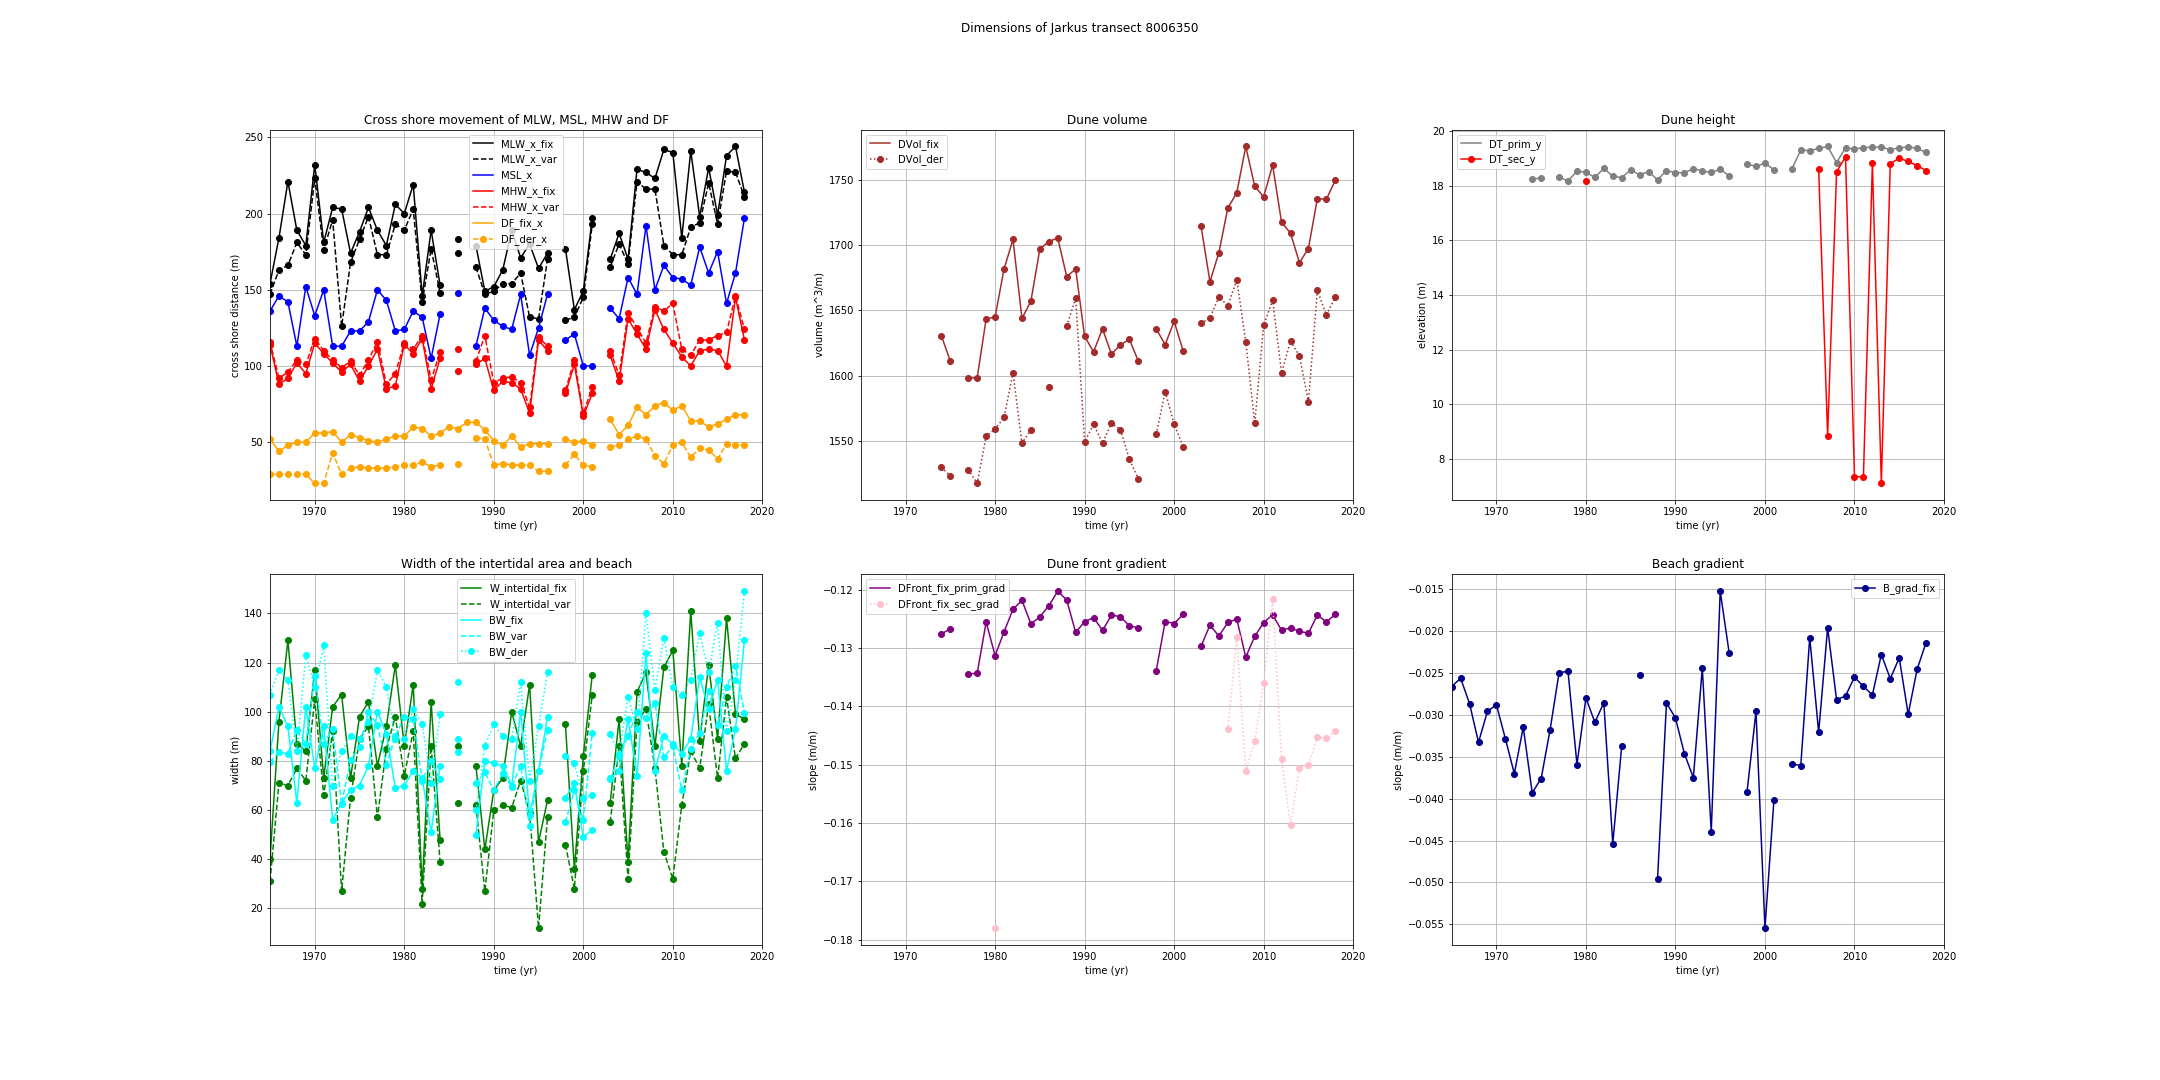 Dimensions of Jarkus transect 8006350
Cross shore movement of MLW, MSL, MHW and DF
250
200
150
100
50
cross shore distance (m)
MLW_x_fix
MLW_x_var
MSL_x
MHW_x_fix
MHW_x_var
DF_fix_x
DF_der_x
1970 1980 1990 2000 2010 2020
time (yr)
Dune volume
1750
1700
1650
1600
1550
volume (m^3/m)
DVol_fix
DVol_der
1970 1980 1990 2000 2010 2020
time (yr)
Dune height
20
18
16
14
12
10
8
elevation (m)
DT_prim_y
DT_sec_y
1970 1980 1990 2000 2010 2020
time (yr)
Width of the intertidal area and beach
140
120
100
80
60
40
20
width (m)
W_intertidal_fix
W_intertidal_var
BW_fix
BW_var
BW_der
1970 1980 1990 2000 2010 2020
time (yr)
Dune front gradient
−0.12
−0.13
−0.14
−0.15
−0.16
−0.17
−0.18
slope (m/m)
DFront_fix_prim_grad
DFront_fix_sec_grad
1970 1980 1990 2000 2010 2020
time (yr)
Beach gradient
−0.015
−0.020
−0.025
−0.030
−0.035
−0.040
−0.045
−0.050
−0.055
slope (m/m)
B_grad_fix
1970 1980 1990 2000 2010 2020
time (yr)